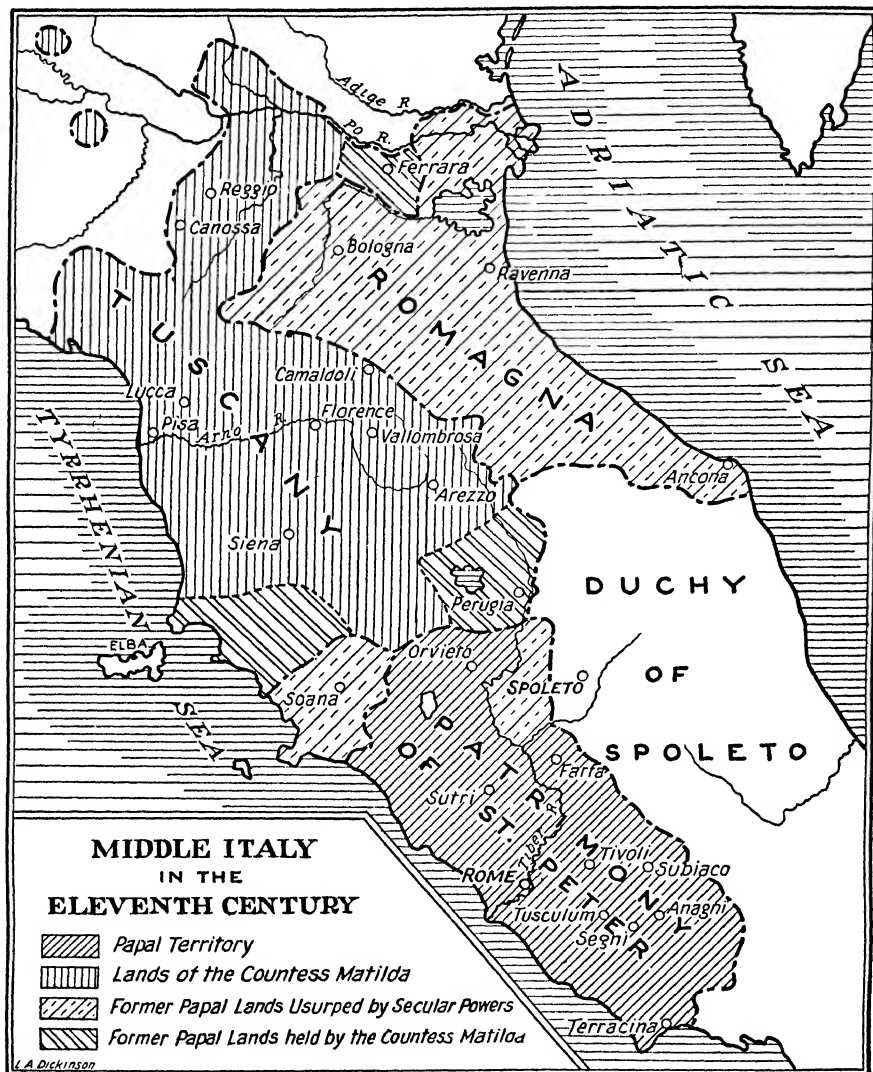 Adige R
Po R.
ADRIATIC SEA
Ferrara
Reggio
Canossa
Bologna
Ravenna
ROMAGNA
TUSCANY
Camaldoli
Lucca
Florence
Pisa
Arno R.
Vallombrosa
Ancona
Arezzo
TYRRHENIAN SEA
Siena
DUCHY OF SPOLETO
Perugia
ELBA
Orvieto
Soana
SPOLETO
PATRIMONY OF ST. PETER
Farfa
Sutri
Tiber R.
Tivoli
Subiaco
ROME
Tusculum
Anagni
Seghi
Terracina
MIDDLE ITALY
IN THE
ELEVENTH CENTURY
Papal Territory
Lands of the Countess Matilda
Former Papal Lands Usurped by Secular Powers
Former Papal Lands held by the Countess Matilda
L A Dickinson